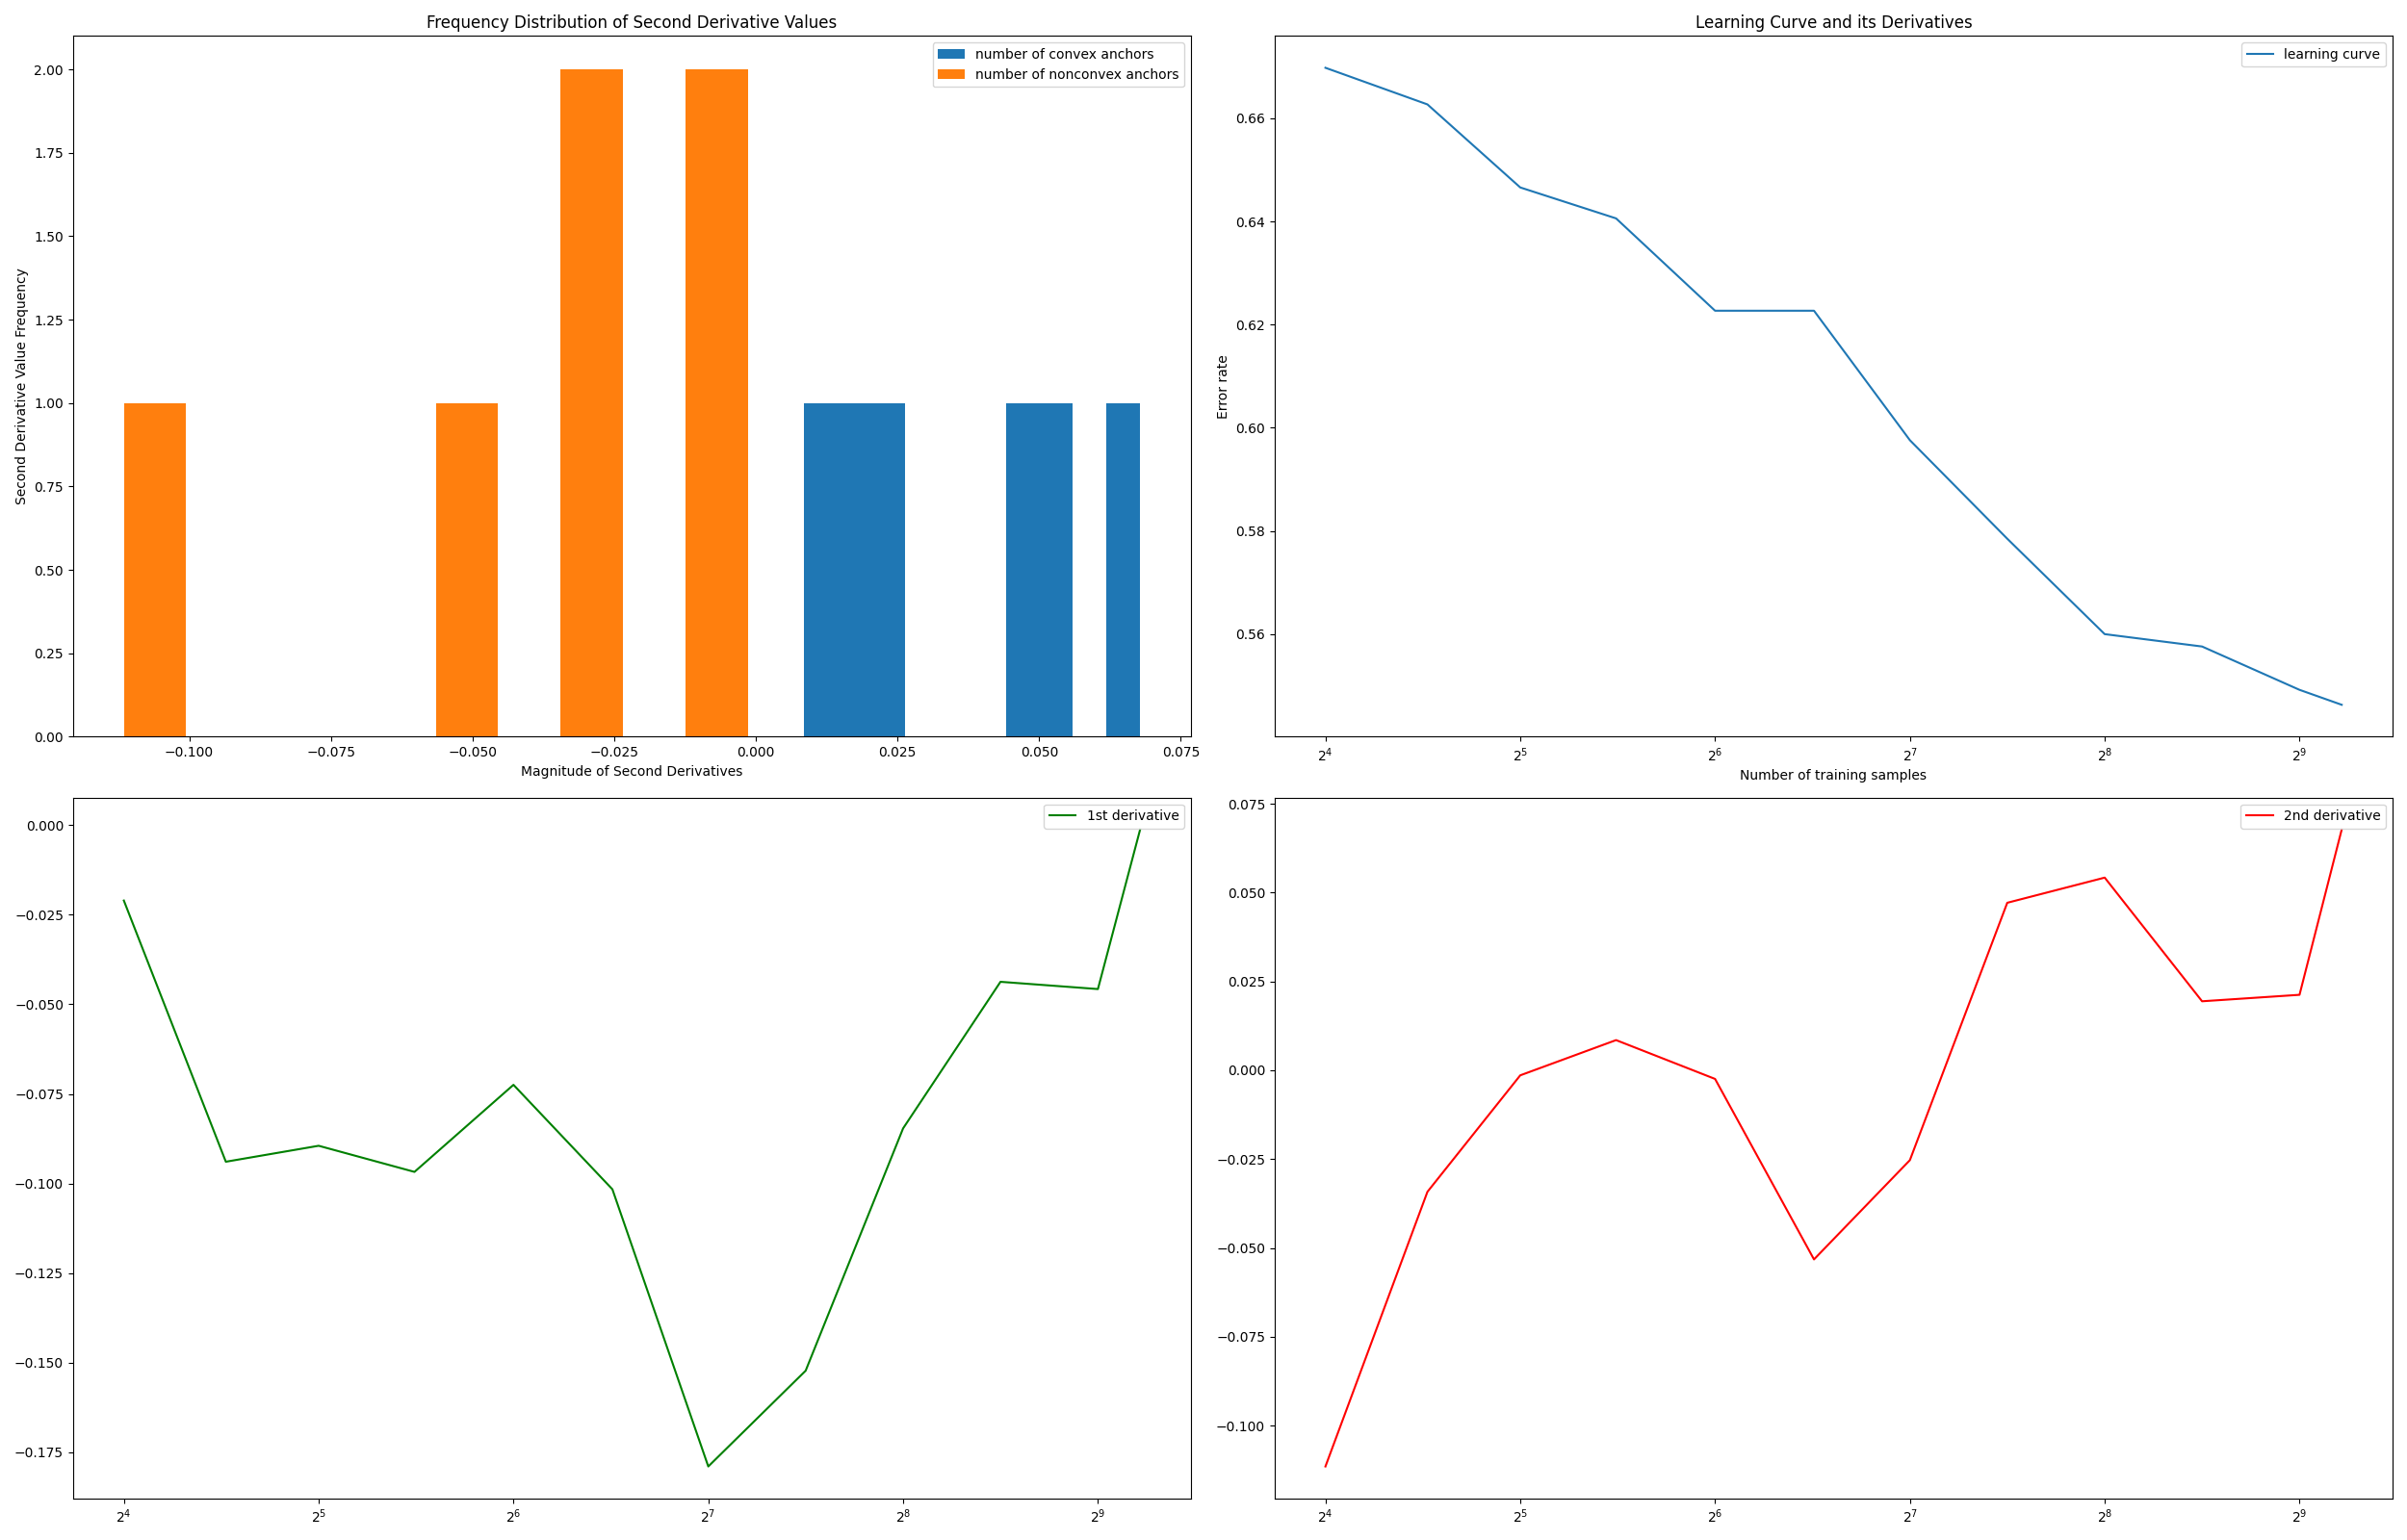 Frequency Distribution of Second Derivative Values
number of convex anchors
number of nonconvex anchors
Second Derivative Value Frequency
2.00
1.75
1.50
1.25
1.00
0.75
0.50
0.25
0.00
−0.100 −0.075 −0.050 −0.025 0.000 0.025 0.050 0.075
Magnitude of Second Derivatives
Learning Curve and its Derivatives
learning curve
Error rate
0.66
0.64
0.62
0.60
0.58
0.56
2⁴ 2⁵ 2⁶ 2⁷ 2⁸ 2⁹
Number of training samples
1st derivative
0.000
−0.025
−0.050
−0.075
−0.100
−0.125
−0.150
−0.175
2⁴ 2⁵ 2⁶ 2⁷ 2⁸ 2⁹
2nd derivative
0.075
0.050
0.025
0.000
−0.025
−0.050
−0.075
−0.100
2⁴ 2⁵ 2⁶ 2⁷ 2⁸ 2⁹